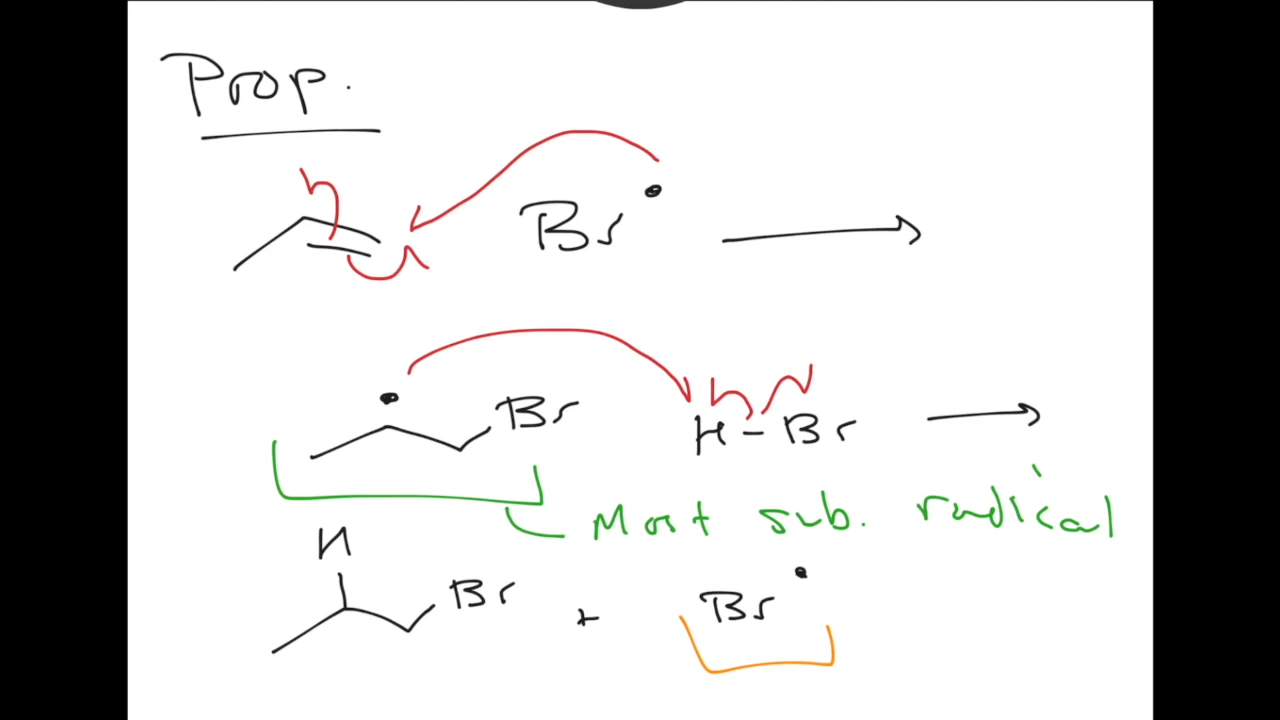 Prop.
Br•
•
Br H-Br
Most sub. radical
H
Br + Br•